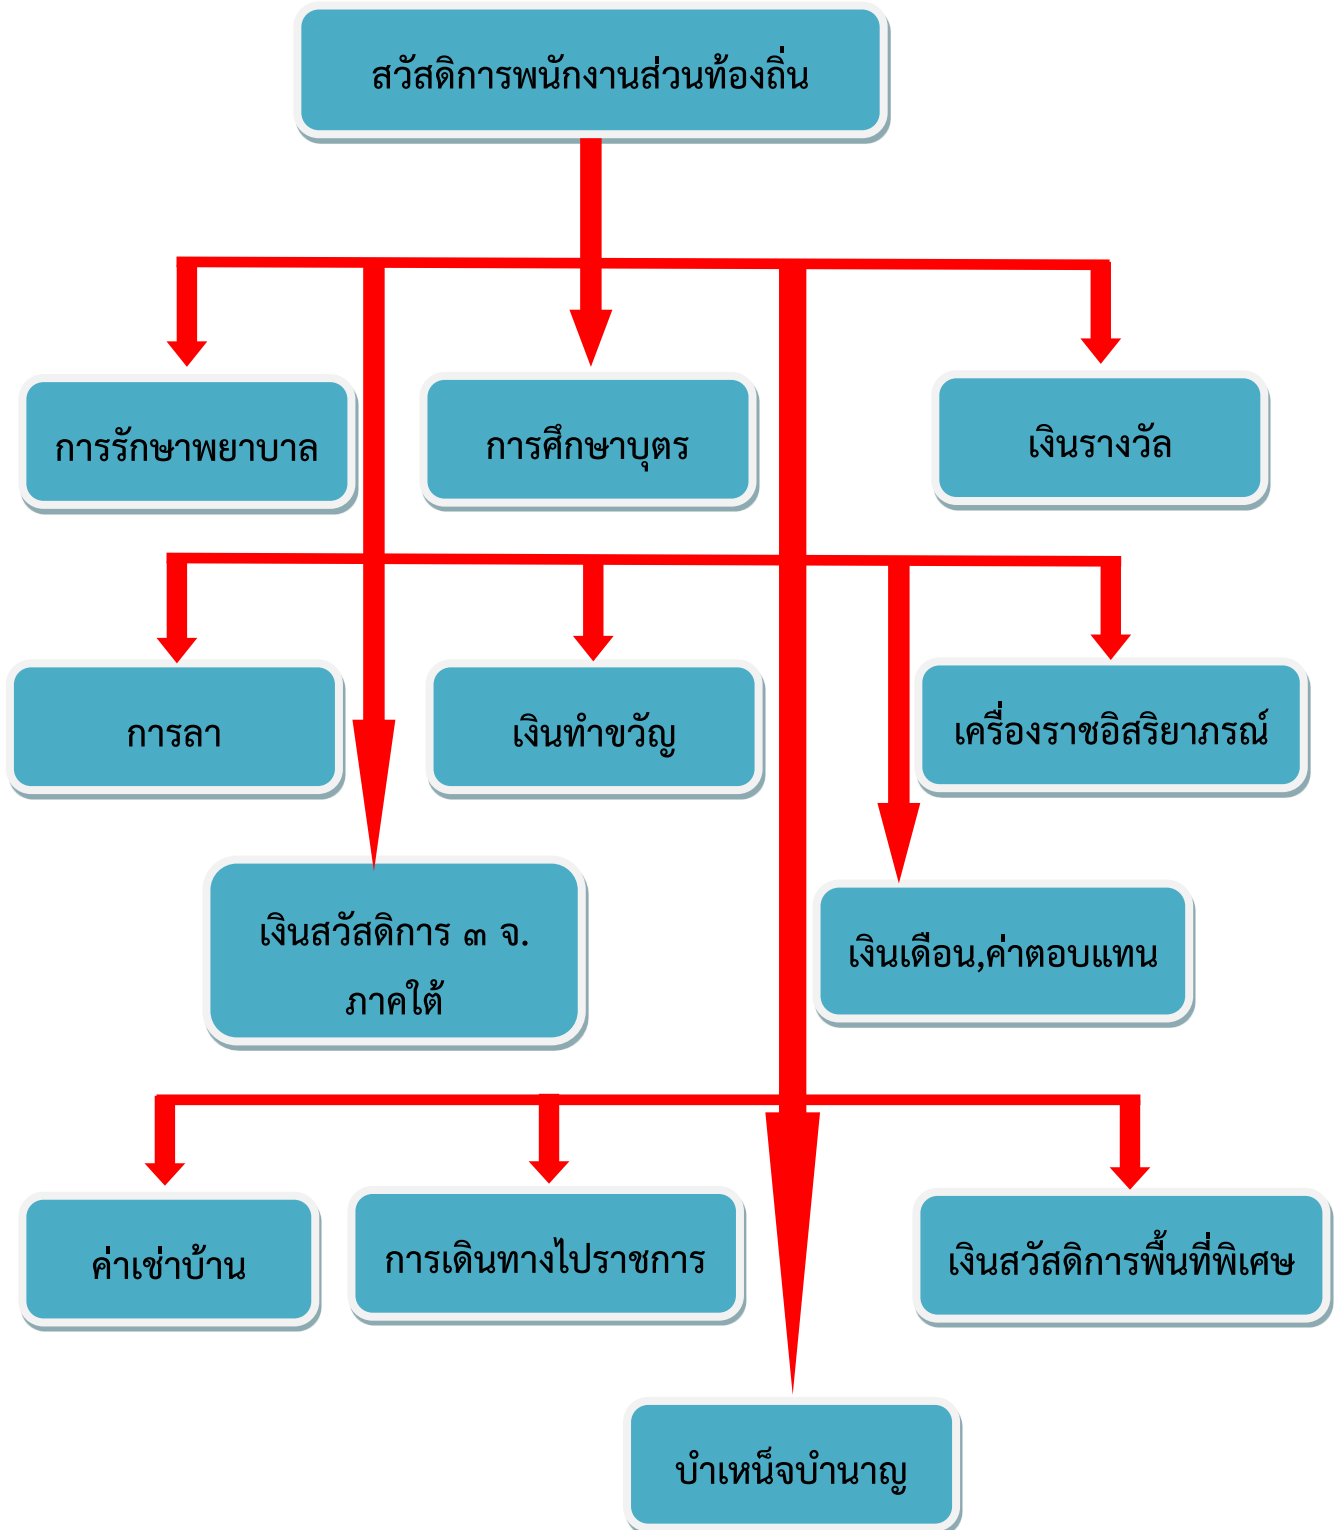 สวัสดิการพนักงานส่วนท้องถิ่น
การรักษาพยาบาล
การศึกษาบุตร
เงินรางวัล
การลา
เงินทำขวัญ
เครื่องราชอิสริยาภรณ์
เงินสวัสดิการ ๓ จ.
ภาคใต้
เงินเดือน,ค่าตอบแทน
ค่าเช่าบ้าน
การเดินทางไปราชการ
เงินสวัสดิการพื้นที่พิเศษ
บำเหน็จบำนาญ